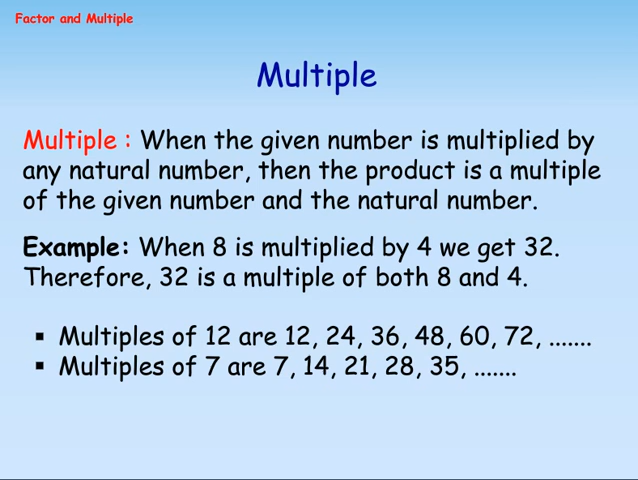 Factor and Multiple
Multiple
Multiple : When the given number is multiplied by
any natural number, then the product is a multiple
of the given number and the natural number.
Example: When 8 is multiplied by 4 we get 32.
Therefore, 32 is a multiple of both 8 and 4.
▪ Multiples of 12 are 12, 24, 36, 48, 60, 72, .......
▪ Multiples of 7 are 7, 14, 21, 28, 35, .......